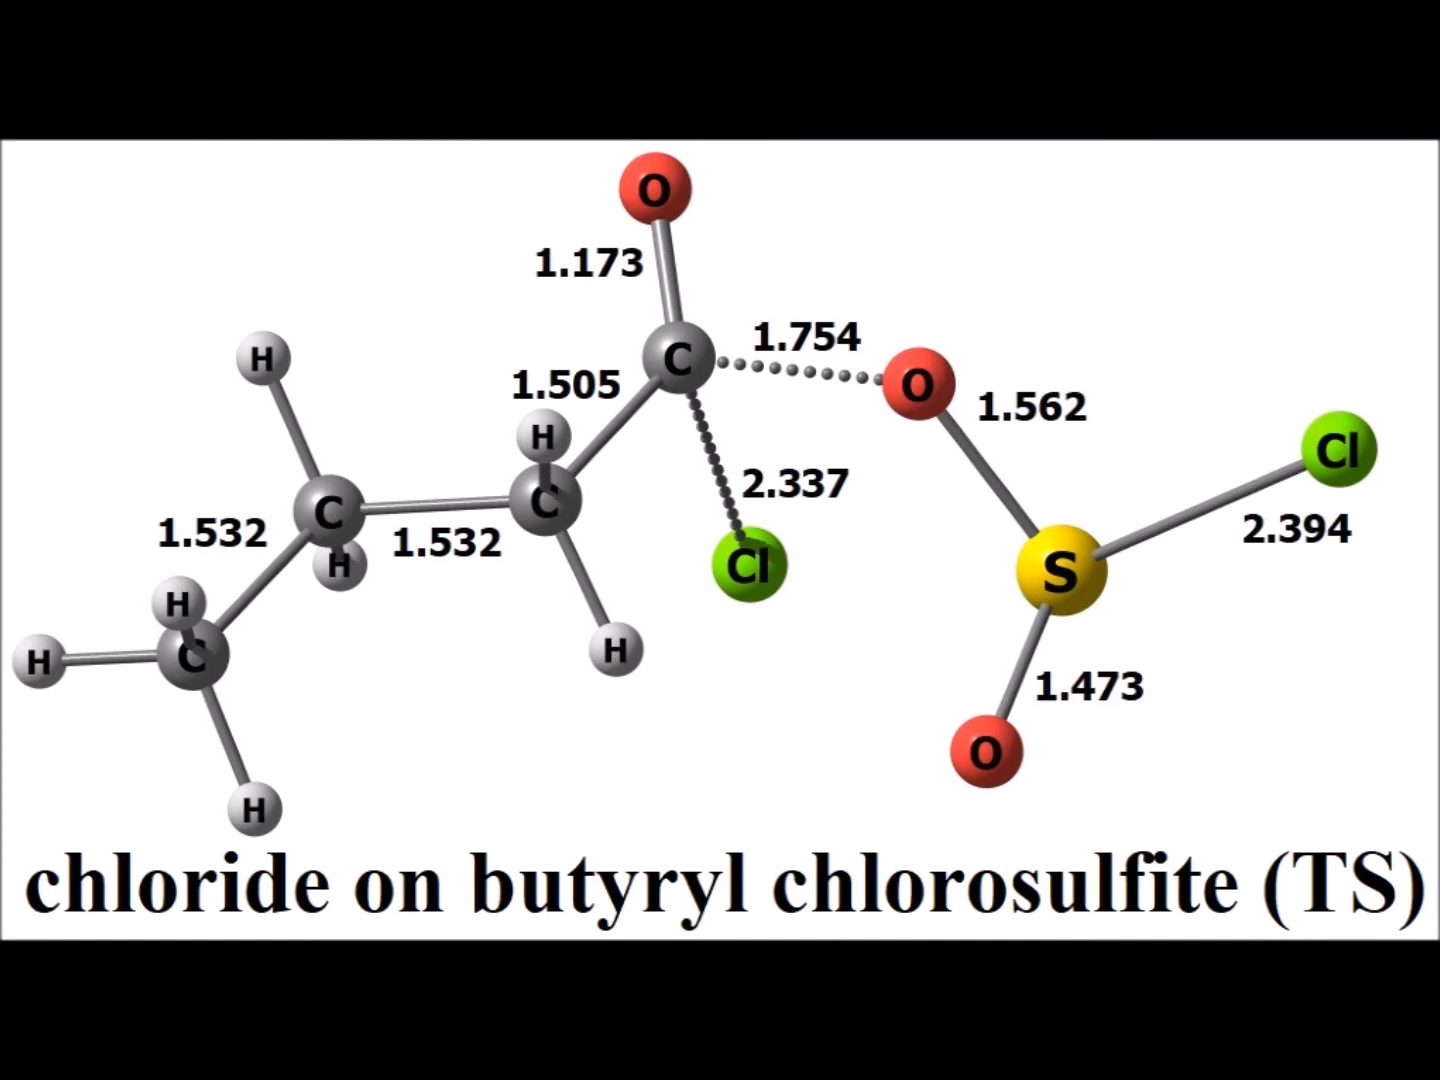 O
1.173
C
1.754
O
1.562
Cl
2.394
H
1.505
H
2.337
C
1.532
C
1.532
H
Cl
S
H
C
H
H
1.473
O
H
chloride on butyryl chlorosulfite (TS)